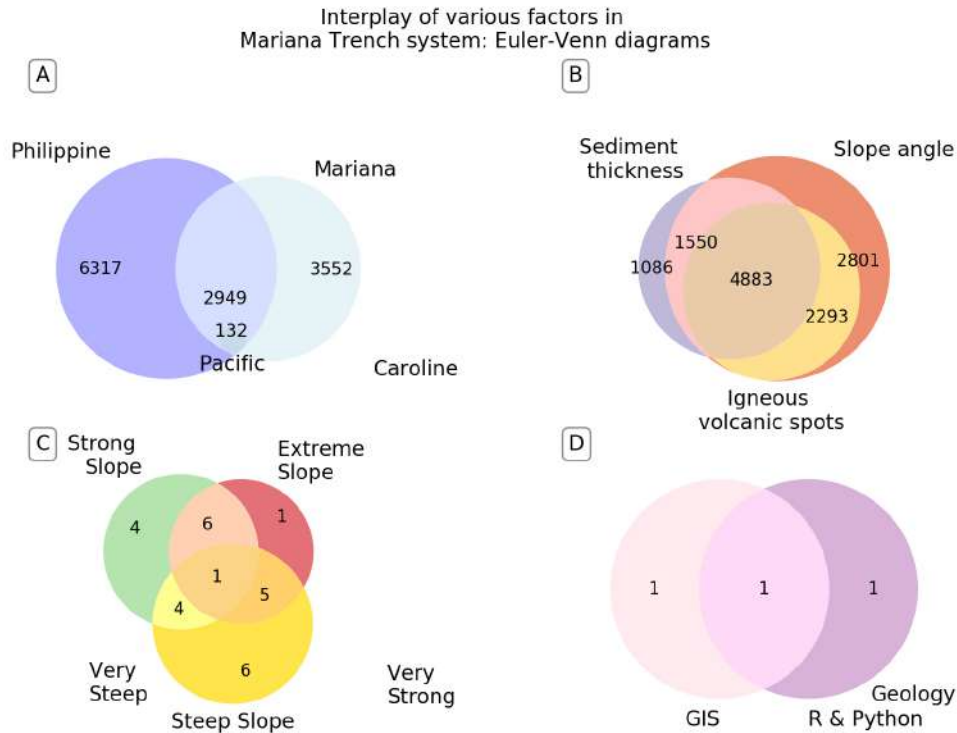 Interplay of various factors in
Mariana Trench system: Euler-Venn diagrams
A
Philippine
Mariana
6317
3552
2949
132
Pacific
Caroline
B
Sediment
thickness
Slope angle
1550
1086
4883
2801
2293
Igneous
volcanic spots
C
Strong
Slope
Extreme
Slope
4
6
1
1
4
5
6
Very
Steep
Very
Strong
Steep Slope
D
1
1
1
Geology
GIS
R & Python